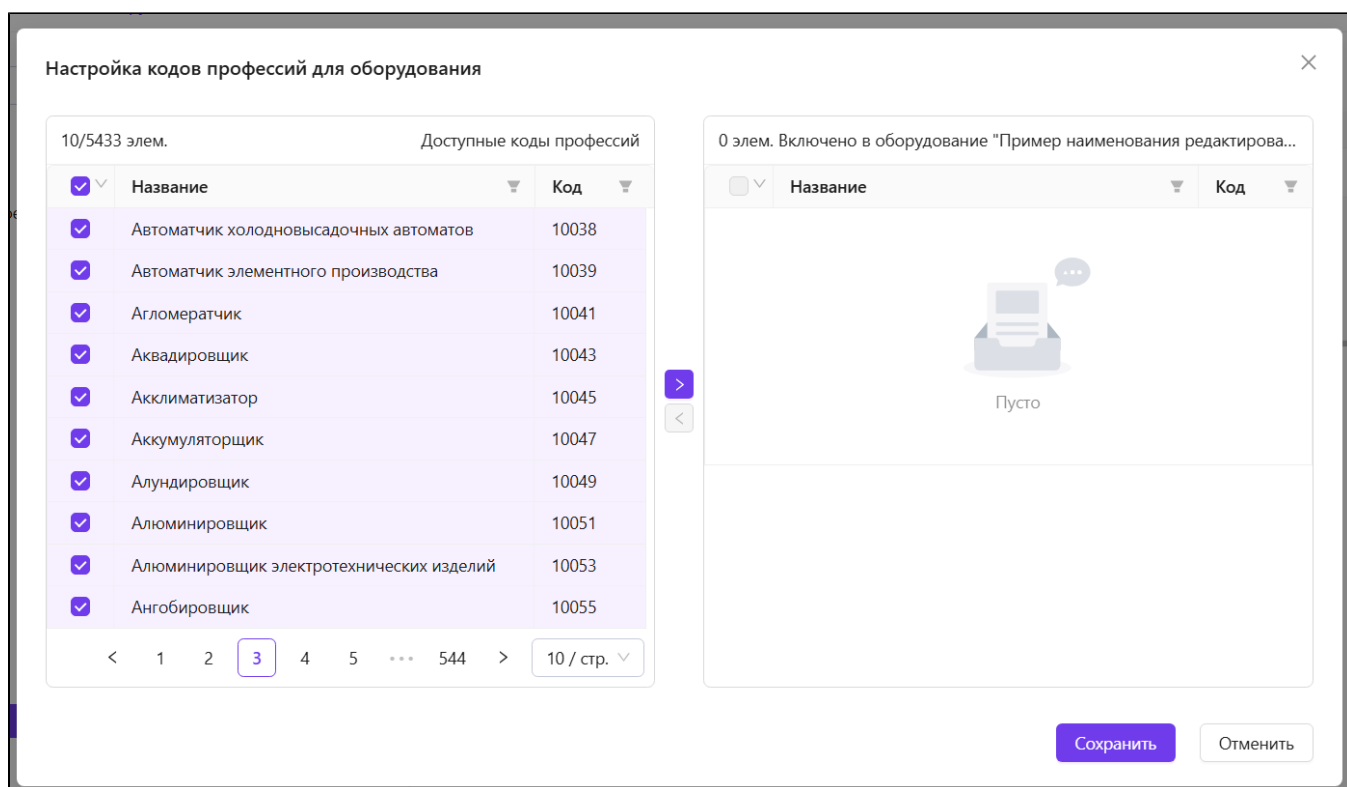 Настройка кодов профессий для оборудования
10/5433 элем. Доступные коды профессий
Название Код
Автоматчик холодновысадочных автоматов 10038
Автоматчик элементного производства 10039
Агломератчик 10041
Аквадировщик 10043
Акклиматизатор 10045
Аккумуляторщик 10047
Алундировщик 10049
Алюминировщик 10051
Алюминировщик электротехнических изделий 10053
Ангобировщик 10055
< 1 2 3 4 5 ••• 544 > 10 / стр.
> 
<
0 элем. Включено в оборудование "Пример наименования редактирова...
Название Код
Пусто
Сохранить Отменить